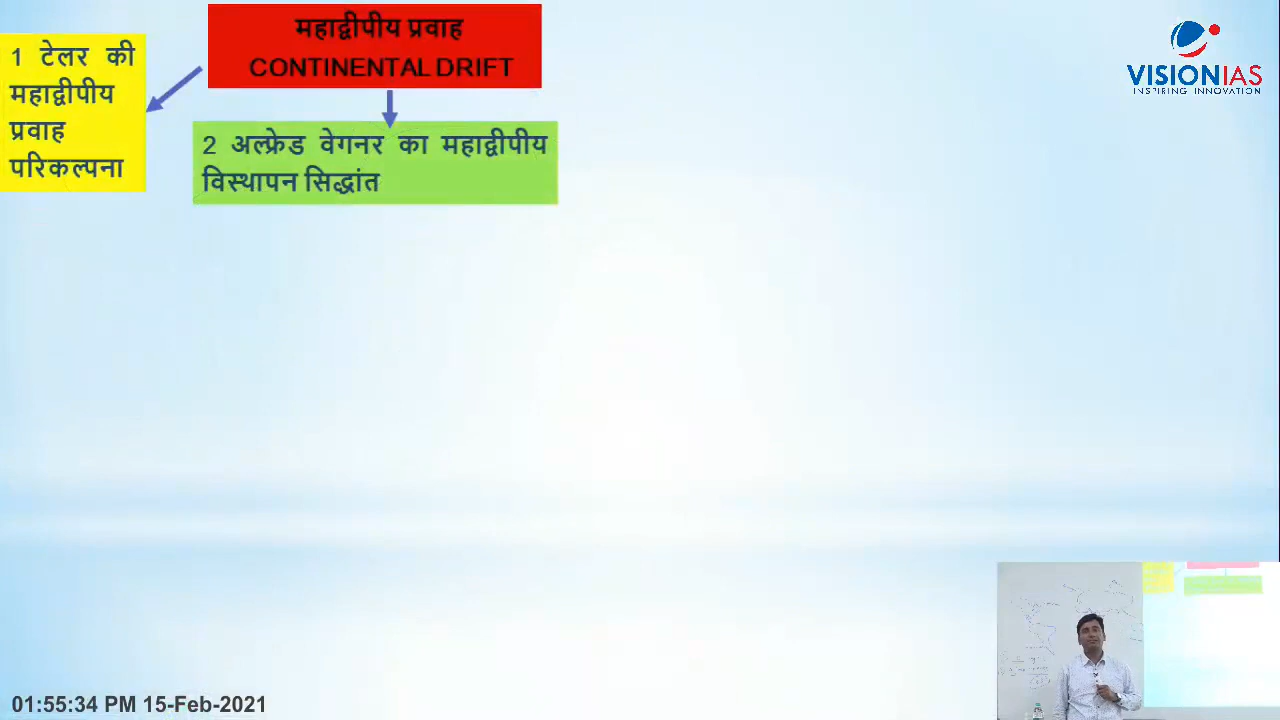 महाद्वीपीय प्रवाह
CONTINENTAL DRIFT
1 टेलर की
महाद्वीपीय
प्रवाह
परिकल्पना
2 अल्फ्रेड वेगनर का महाद्वीपीय
विस्थापन सिद्धांत
VISIONIAS
INSPIRING INNOVATION
01:55:34 PM 15-Feb-2021